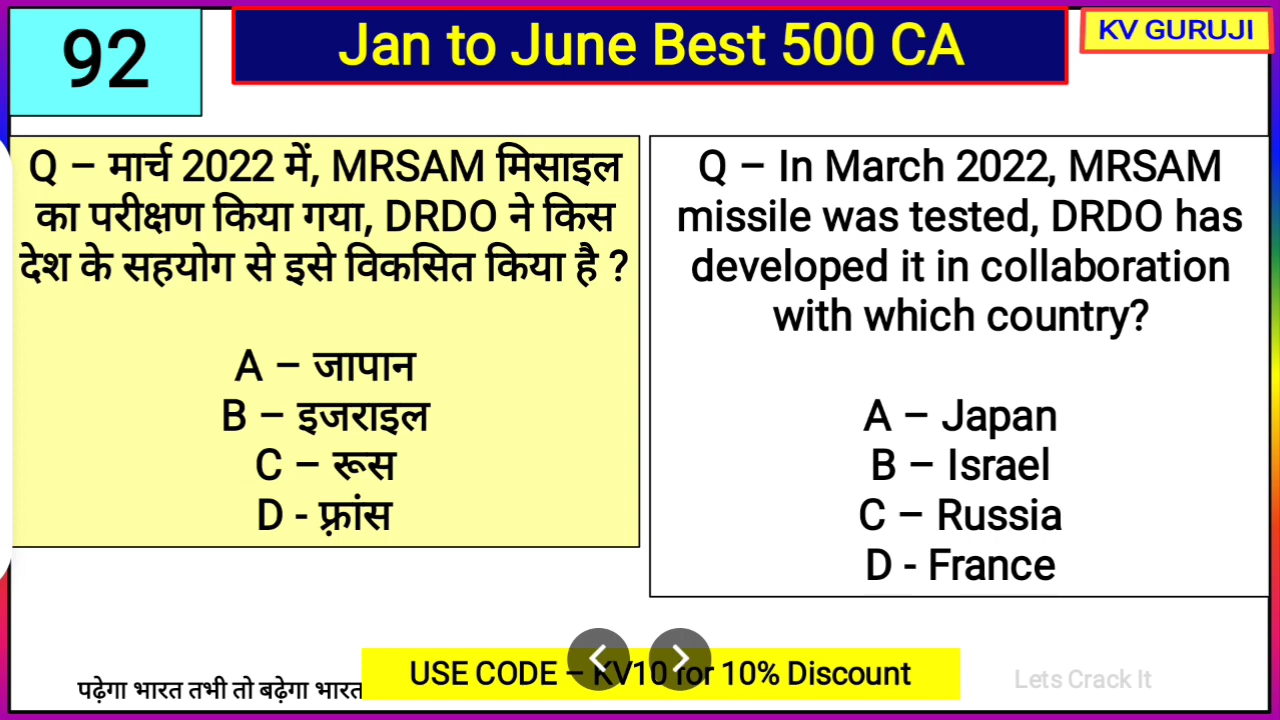 92
Jan to June Best 500 CA
KV GURUJI
Q – मार्च 2022 में, MRSAM मिसाइल
का परीक्षण किया गया, DRDO ने किस
देश के सहयोग से इसे विकसित किया है ?
A – जापान
B – इजराइल
C – रूस
D - फ़्रांस
Q – In March 2022, MRSAM
missile was tested, DRDO has
developed it in collaboration
with which country?
A – Japan
B – Israel
C – Russia
D - France
USE CODE – KV10 for 10% Discount
पढ़ेगा भारत तभी तो बढ़ेगा भारत
Lets Crack It